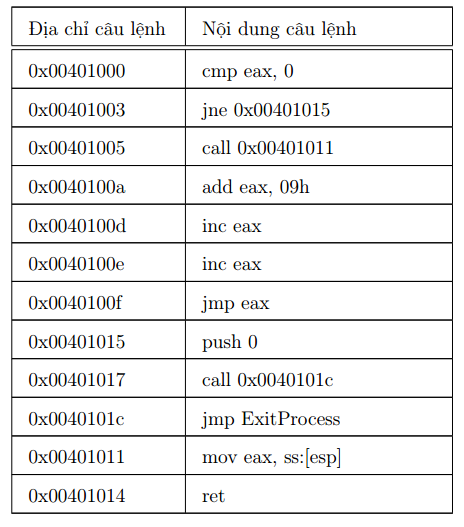 Địa chỉ câu lệnh Nội dung câu lệnh
0x00401000 cmp eax, 0
0x00401003 jne 0x00401015
0x00401005 call 0x00401011
0x0040100a add eax, 09h
0x0040100d inc eax
0x0040100e inc eax
0x0040100f jmp eax
0x00401015 push 0
0x00401017 call 0x0040101c
0x0040101c jmp ExitProcess
0x00401011 mov eax, ss:[esp]
0x00401014 ret